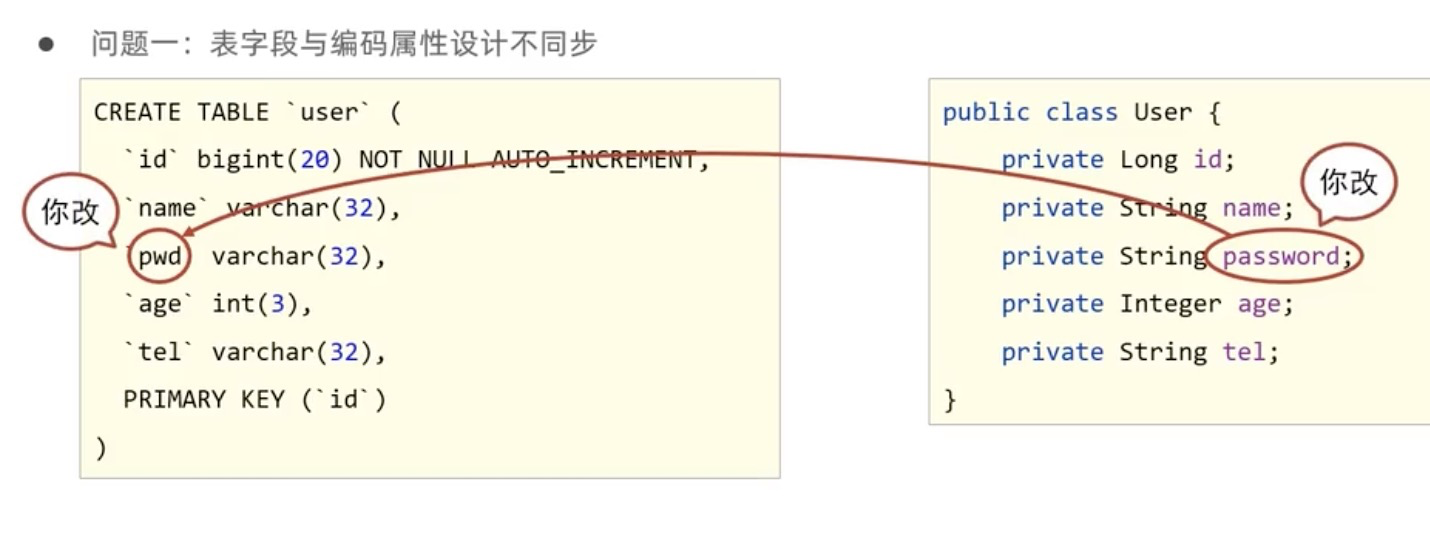 ● 问题一：表字段与编码属性设计不同步
CREATE TABLE `user` (
`id` bigint(20) NOT NULL AUTO_INCREMENT,
`name` varchar(32),
`pwd` varchar(32),
`age` int(3),
`tel` varchar(32),
PRIMARY KEY (`id`)
)
你改
public class User {
private Long id;
private String name;
private String password;
private Integer age;
private String tel;
}
你改